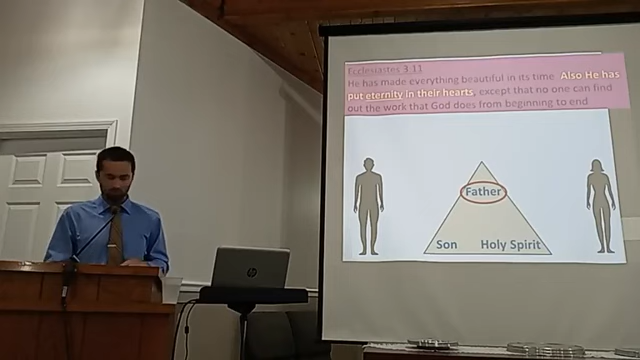 Ecclesiastes 3:11
He has made everything beautiful in its time. Also He has
put eternity in their hearts, except that no one can find
out the work that God does from beginning to end
Father
Son Holy Spirit
hp